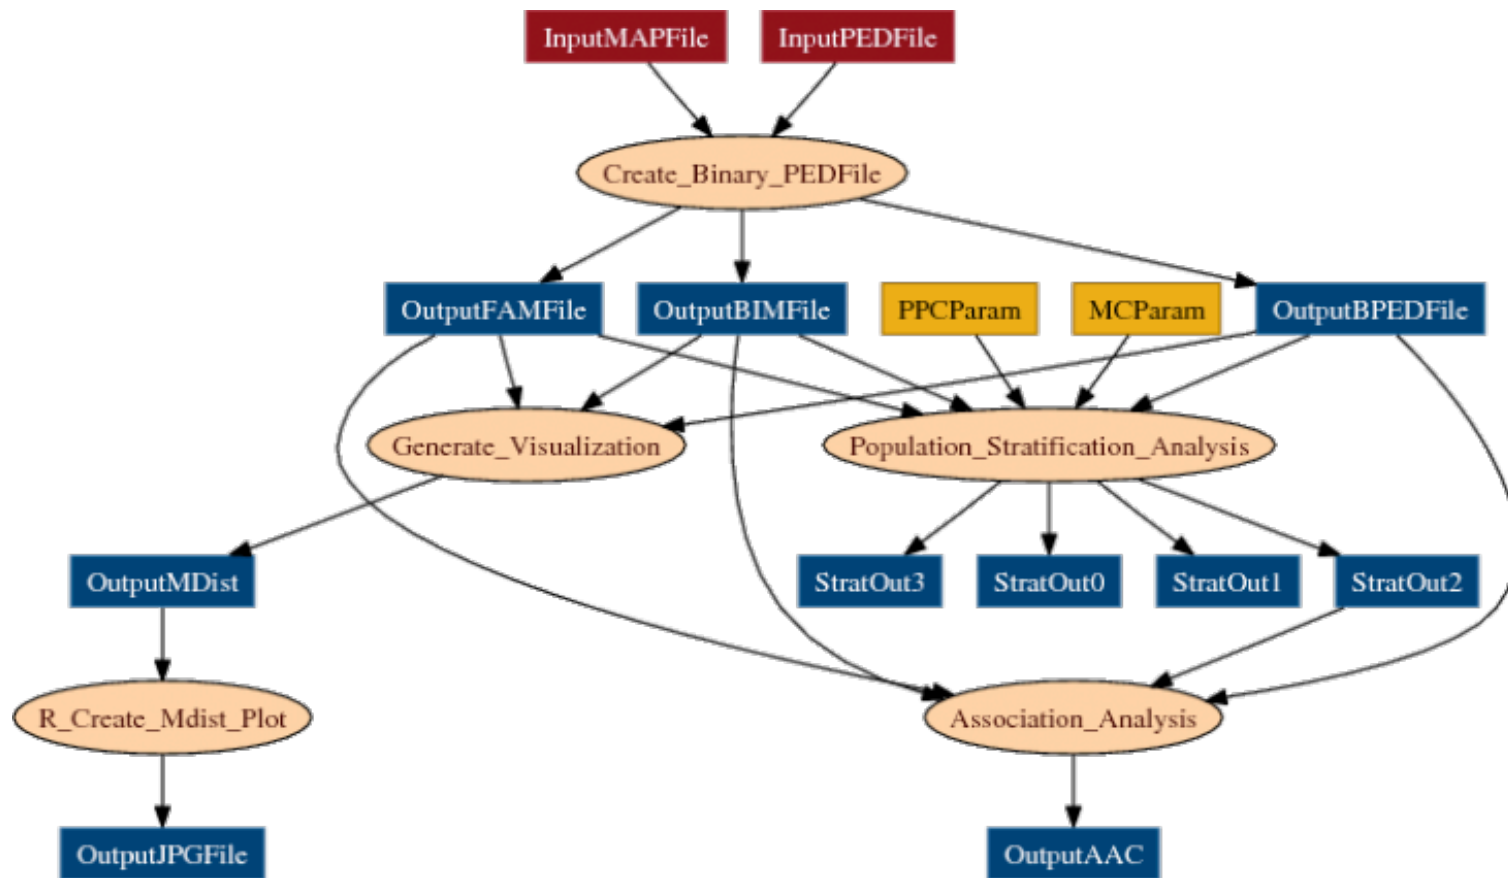 InputMAPFile
InputPEDFile
Create_Binary_PEDFile
OutputFAMFile
OutputBIMFile
PPCParam
MCParam
OutputBPEDFile
Generate_Visualization
Population_Stratification_Analysis
OutputMDist
StratOut3
StratOut0
StratOut1
StratOut2
R_Create_Mdist_Plot
Association_Analysis
OutputJPGFile
OutputAAC